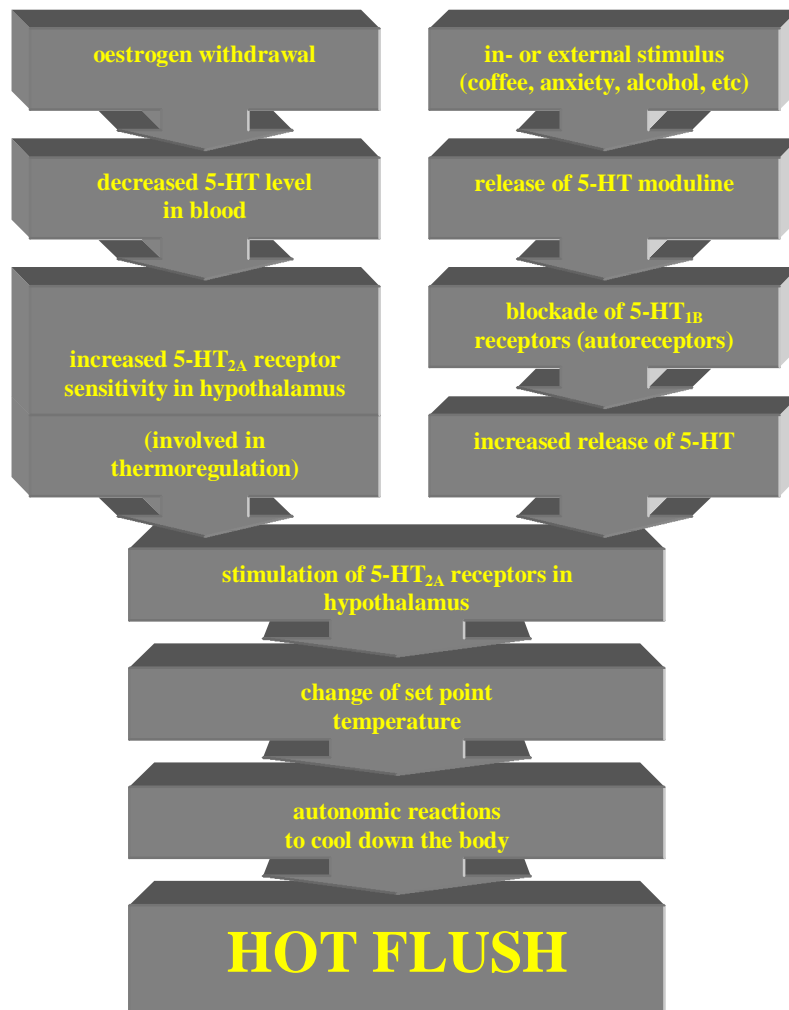 oestrogen withdrawal
decreased 5-HT level
in blood
increased 5-HT2A receptor
sensitivity in hypothalamus
(involved in
thermoregulation)
in- or external stimulus
(coffee, anxiety, alcohol, etc)
release of 5-HT moduline
blockade of 5-HT1B
receptors (autoreceptors)
increased release of 5-HT
stimulation of 5-HT2A receptors in
hypothalamus
change of set point
temperature
autonomic reactions
to cool down the body
HOT FLUSH